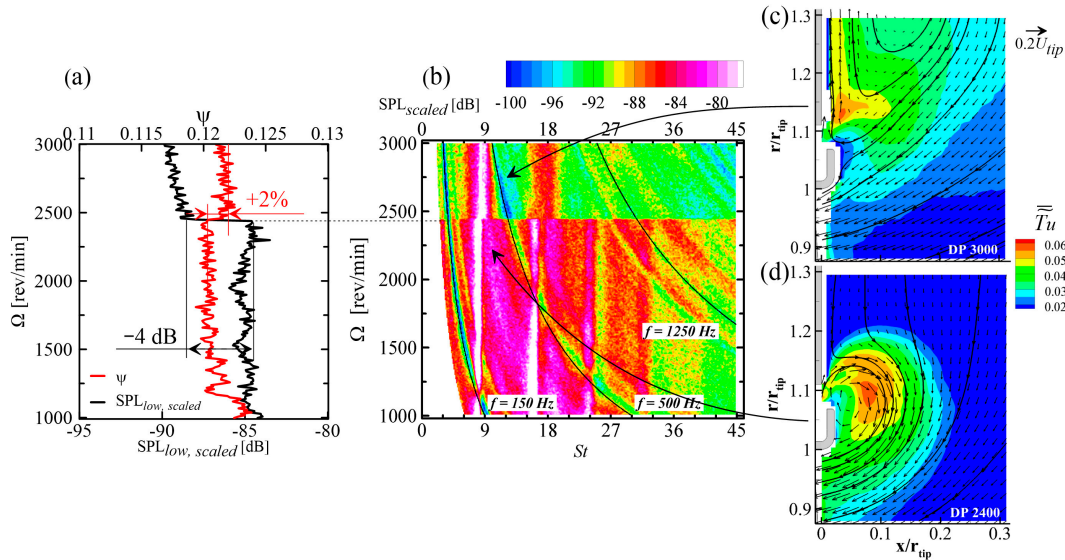 (a)
ψ
0.11 0.115 0.12 0.125 0.13
3000
2500
2000
1500
1000
Ω [rev/min]
+2%
−4 dB
ψ
SPLlow, scaled
-95 -90 -85 -80
SPLlow, scaled [dB]
(b)
SPLscaled [dB]
-100 -96 -92 -88 -84 -80
0 9 18 27 36 45
3000
2500
2000
1500
1000
Ω [rev/min]
f = 1250 Hz
f = 150 Hz
f = 500 Hz
0 9 18 27 36 45
St
(c)
1.3
1.2
1.1
1
0.9
r/rtip
DP 3000
0.2Utip
(d)
1.3
1.2
1.1
1
0.9
r/rtip
DP 2400
0 0.1 0.2 0.3
x/rtip
Tu
0.06
0.05
0.04
0.03
0.02